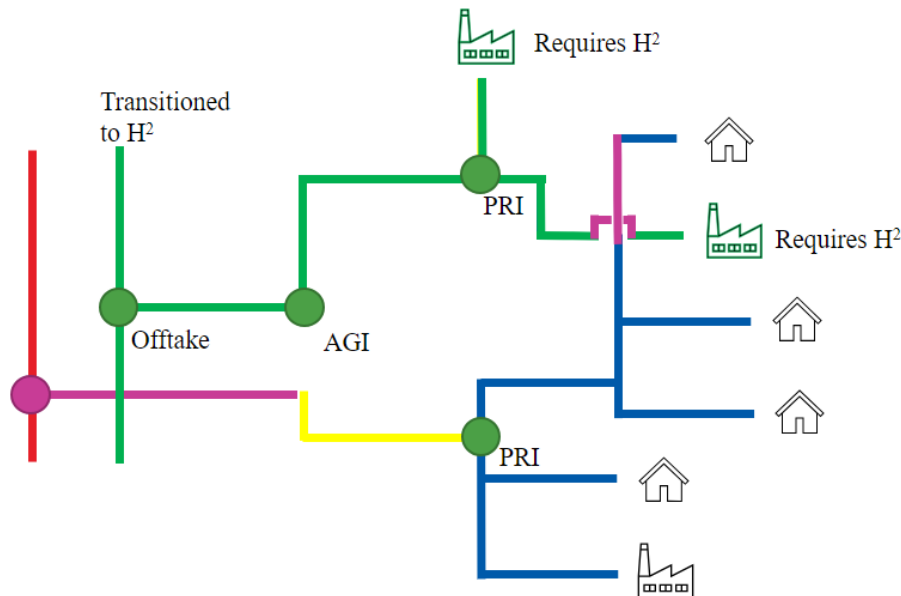 Requires H²
Transitioned
to H²
PRI
Requires H²
Offtake
AGI
PRI